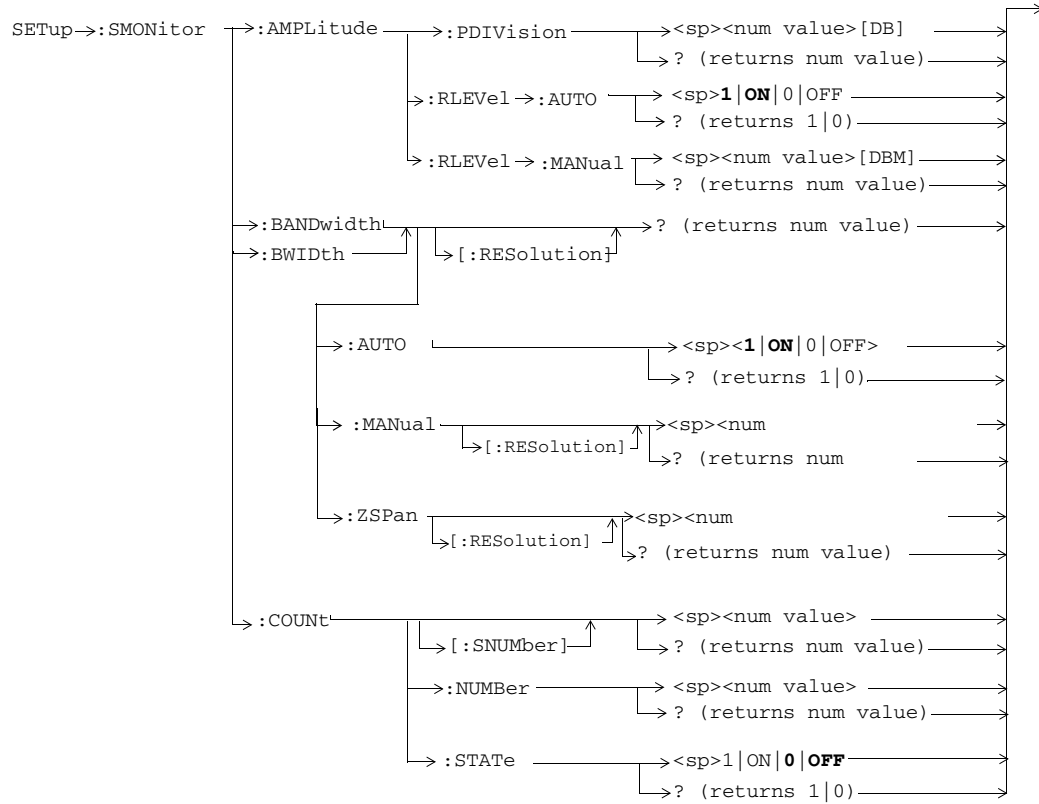 SETup :SMONitor :AMPLitude :PDIVision <sp><num value>[DB]
? (returns num value)
:RLEVel :AUTO <sp>1|ON|0|OFF
? (returns 1|0)
:RLEVel :MANual <sp><num value>[DBM]
? (returns num value)
:BANDwidth ? (returns num value)
:BWIDth [:RESolution]
:AUTO <sp><1|ON|0|OFF>
? (returns 1|0)
:MANual <sp><num
[:RESolution] ? (returns num
:ZSPan <sp><num
[:RESolution] ? (returns num value)
:COUNt <sp><num value>
[:SNUMber] ? (returns num value)
:NUMBer <sp><num value>
? (returns num value)
:STATe <sp>1|ON|0|OFF
? (returns 1|0)